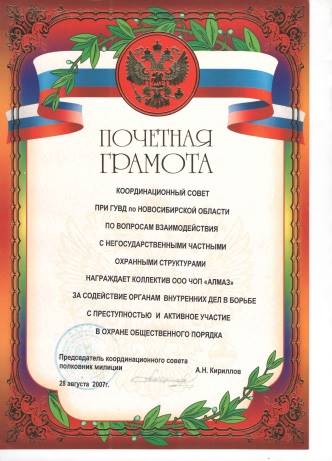 ПОЧЕТНАЯ
ГРАМОТА
КООРДИНАЦИОННЫЙ СОВЕТ
ПРИ ГУВД по НОВОСИБИРСКОЙ ОБЛАСТИ
ПО ВОПРОСАМ ВЗАИМОДЕЙСТВИЯ
С НЕГОСУДАРСТВЕННЫМИ ЧАСТНЫМИ
ОХРАННЫМИ СТРУКТУРАМИ
НАГРАЖДАЕТ КОЛЛЕКТИВ ООО ЧОП «АЛМАЗ»
ЗА СОДЕЙСТВИЕ ОРГАНАМ ВНУТРЕННИХ ДЕЛ В БОРЬБЕ
С ПРЕСТУПНОСТЬЮ И АКТИВНОЕ УЧАСТИЕ
В ОХРАНЕ ОБЩЕСТВЕННОГО ПОРЯДКА
Председатель координационного совета
полковник милиции А.Н. Кириллов
28 августа 2007г.